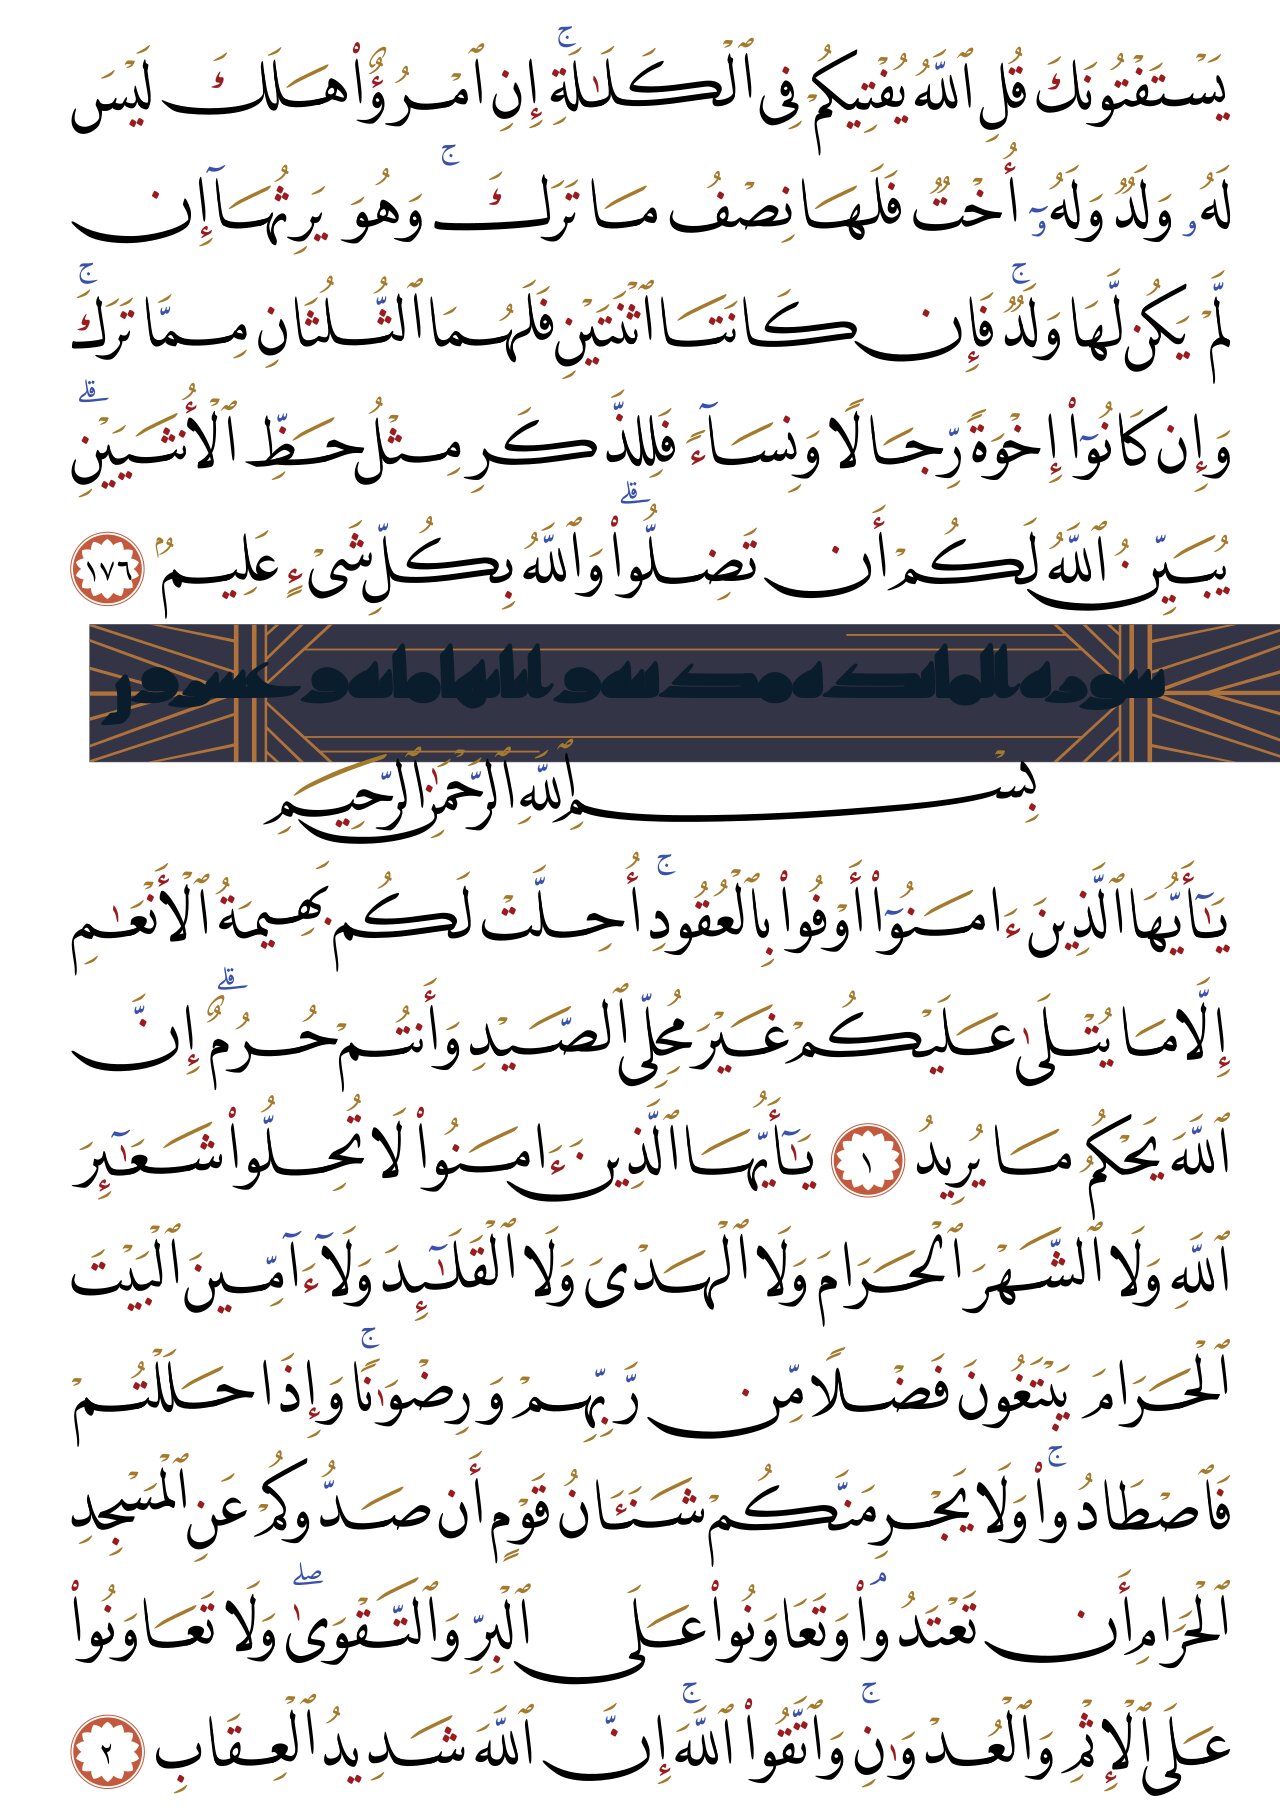 يَسْتَفْتُونَكَ قُلِ ٱللَّهُ يُفْتِيكُمْ فِى ٱلْكَلَـٰلَةِ ۚ إِنِ ٱمْرُؤٌا۟ هَلَكَ لَيْسَ
لَهُۥ وَلَدٌ وَلَهُۥٓ أُخْتٌ فَلَهَا نِصْفُ مَا تَرَكَ ۚ وَهُوَ يَرِثُهَآ إِن
لَّمْ يَكُن لَّهَا وَلَدٌ ۚ فَإِن كَانَتَا ٱثْنَتَيْنِ فَلَهُمَا ٱلثُّلُثَانِ مِمَّا تَرَكَ ۚ
وَإِن كَانُوٓا۟ إِخْوَةً رِّجَالًا وَنِسَآءً فَلِلذَّكَرِ مِثْلُ حَظِّ ٱلْأُنثَيَيْنِ ۗ
يُبَيِّنُ ٱللَّهُ لَكُمْ أَن تَضِلُّوا۟ ۗ وَٱللَّهُ بِكُلِّ شَىْءٍ عَلِيمٌۢ ١٧٦
بِسْمِ ٱللَّهِ ٱلرَّحْمَـٰنِ ٱلرَّحِيمِ
يَـٰٓأَيُّهَا ٱلَّذِينَ ءَامَنُوٓا۟ أَوْفُوا۟ بِٱلْعُقُودِ ۚ أُحِلَّتْ لَكُم بَهِيمَةُ ٱلْأَنْعَـٰمِ
إِلَّا مَا يُتْلَىٰ عَلَيْكُمْ غَيْرَ مُحِلِّى ٱلصَّيْدِ وَأَنتُمْ حُرُمٌ ۗ إِنَّ
ٱللَّهَ يَحْكُمُ مَا يُرِيدُ ١ يَـٰٓأَيُّهَا ٱلَّذِينَ ءَامَنُوا۟ لَا تُحِلُّوا۟ شَعَـٰٓئِرَ
ٱللَّهِ وَلَا ٱلشَّهْرَ ٱلْحَرَامَ وَلَا ٱلْهَدْىَ وَلَا ٱلْقَلَـٰٓئِدَ وَلَآ ءَآمِّينَ ٱلْبَيْتَ
ٱلْحَرَامَ يَبْتَغُونَ فَضْلًا مِّن رَّبِّهِمْ وَرِضْوَٰنًا ۚ وَإِذَا حَلَلْتُمْ
فَٱصْطَادُوا۟ ۚ وَلَا يَجْرِمَنَّكُمْ شَنَـَٔانُ قَوْمٍ أَن صَدُّوكُمْ عَنِ ٱلْمَسْجِدِ
ٱلْحَرَامِ أَن تَعْتَدُوا۟ ۘ وَتَعَاوَنُوا۟ عَلَى ٱلْبِرِّ وَٱلتَّقْوَىٰ ۖ وَلَا تَعَاوَنُوا۟
عَلَى ٱلْإِثْمِ وَٱلْعُدْوَٰنِ ۚ وَٱتَّقُوا۟ ٱللَّهَ ۚ إِنَّ ٱللَّهَ شَدِيدُ ٱلْعِقَابِ ٢